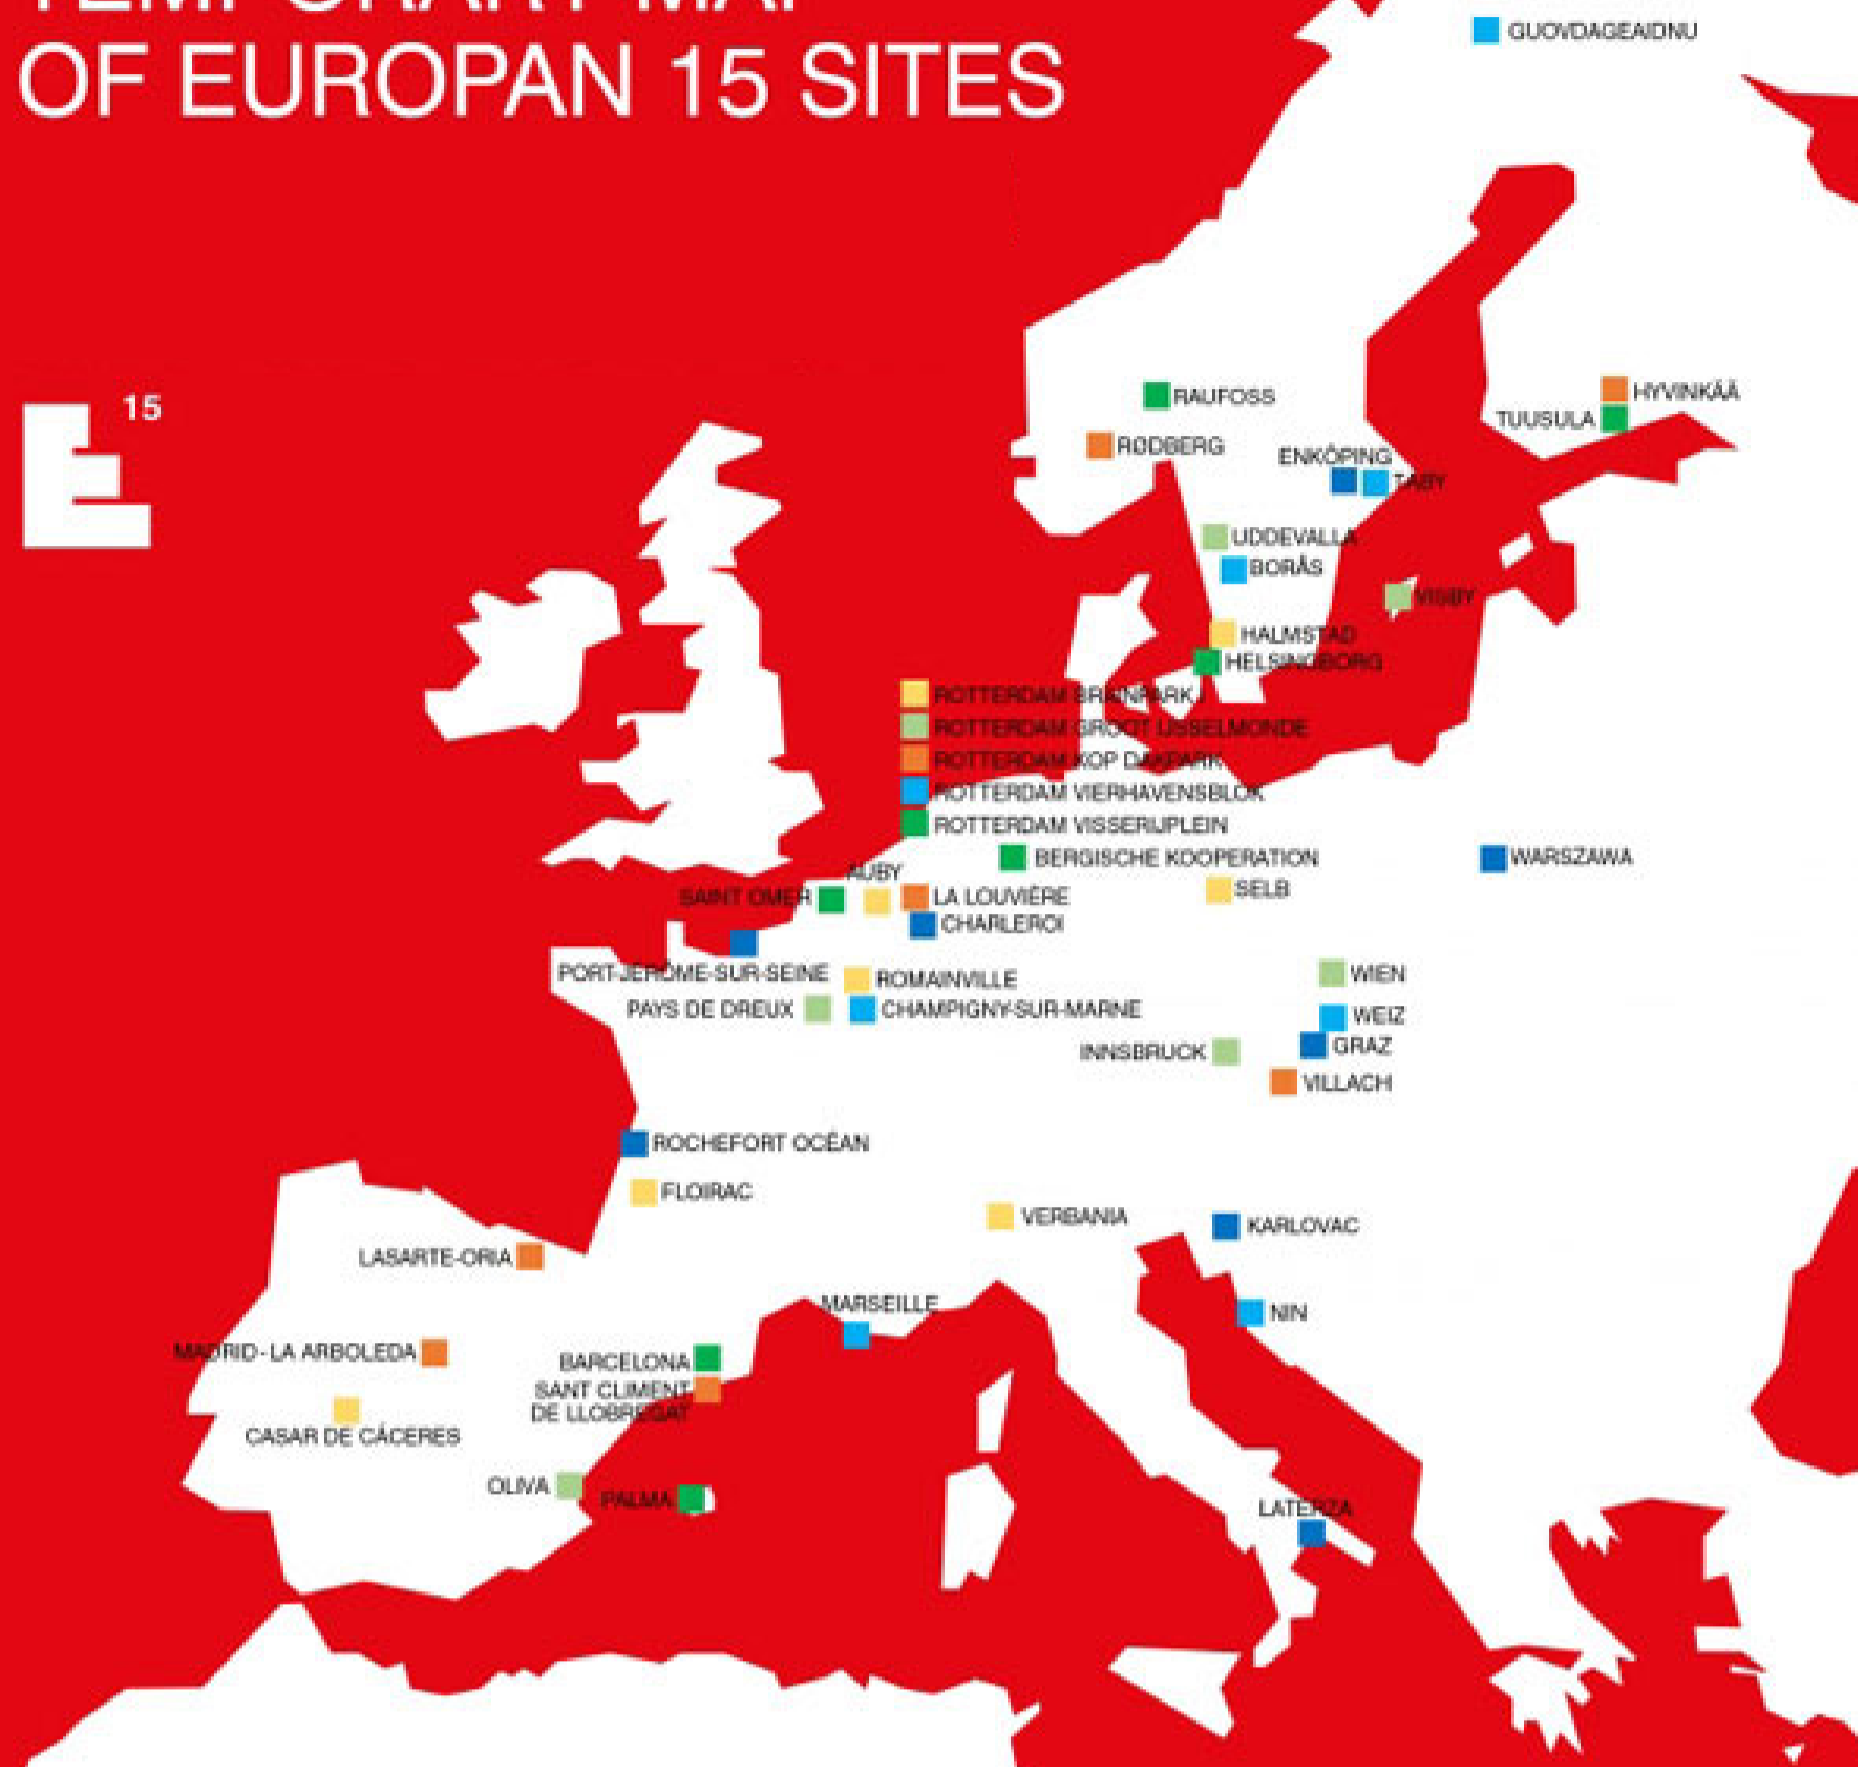 TEMPORARY MAP
OF EUROPAN 15 SITES
GUOVDAGEAIDNU
15
RAUFOSS
HYVINKÄÄ
TUUSULA
RØDBERG
ENKÖPING
TÄBY
UDDEVALLA
BORÅS
VISBY
HALMSTAD
HELSINGBORG
ROTTERDAM BRAINPARK I
ROTTERDAM GROOT IJSSELMONDE
ROTTERDAM KOP DAKPARK
ROTTERDAM VIERHAVENSBLOK
ROTTERDAM VISSERIJPLEIN
BERGISCHE KOOPERATION
WARSZAWA
AUBY
SELB
SAINT OMER
LA LOUVIÈRE
CHARLEROI
PORT-JÉRÔME-SUR-SEINE
ROMAINVILLE
WIEN
PAYS DE DREUX
CHAMPIGNY-SUR-MARNE
WEIZ
INNSBRUCK
GRAZ
VILLACH
ROCHEFORT OCÉAN
FLOIRAC
VERBANIA
KARLOVAC
LASARTE-ORIA
MARSEILLE
NIN
MADRID-LA ARBOLEDA
BARCELONA
SANT CLIMENT
DE LLOBREGAT
CASAR DE CÁCERES
OLIVA
PALMA
LATERZA